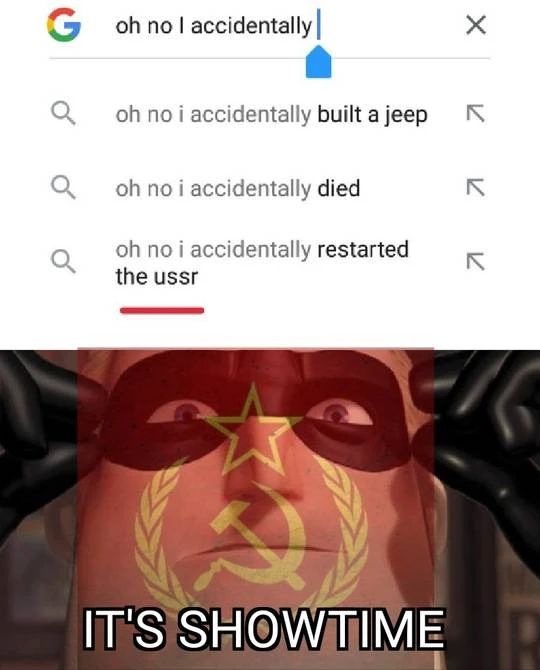 oh no I accidentally
oh no i accidentally built a jeep
oh no i accidentally died
oh no i accidentally restarted
the ussr
IT'S SHOWTIME